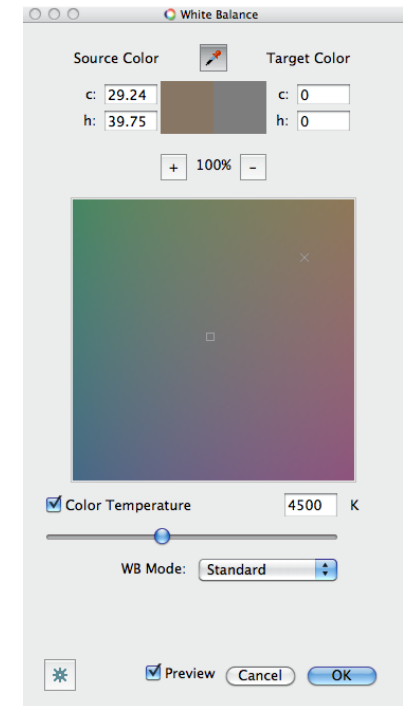 White Balance
Source Color Target Color
c: 29.24 c: 0
h: 39.75 h: 0
+ 100% -
Color Temperature 4500 K
WB Mode: Standard
Preview Cancel OK